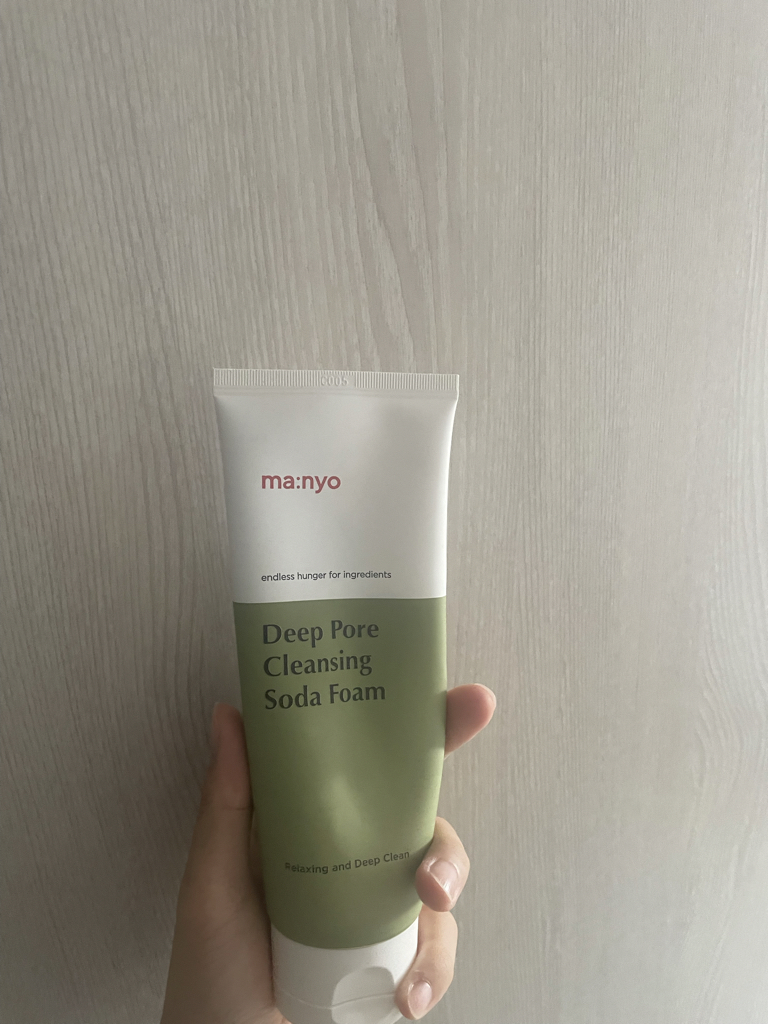 ma:nyo
endless hunger for ingredients
Deep Pore
Cleansing
Soda Foam
Relaxing and Deep Clean